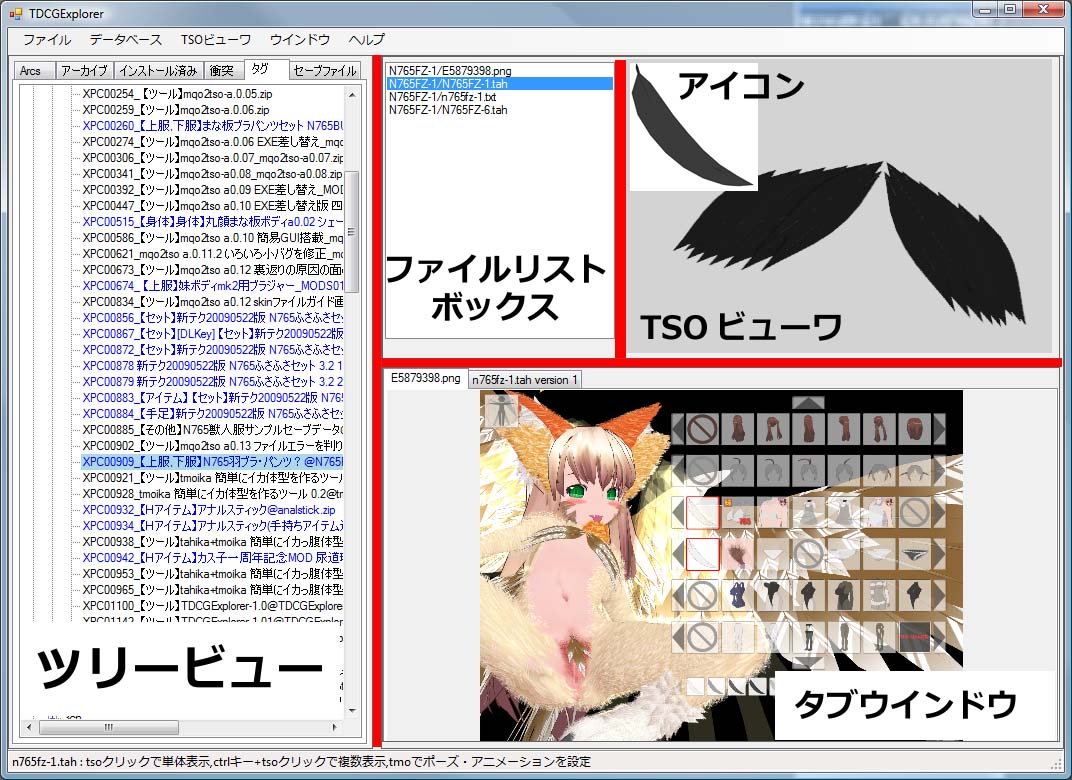 TDCGExplorer
ファイル データベース TSOビューワ ウインドウ ヘルプ
Arcs アーカイブ インストール済み 衝突 タグ セーブファイル
XPC00254_【ツール】mqo2tso-a.0.05.zip
XPC00259_【ツール】mqo2tso-a.0.06.zip
XPC00260_【上服,下服】まな板ブラパンツセット N765BU
XPC00274_【ツール】mqo2tso-a.0.06 EXE差し替え_mqo
XPC00306_【ツール】mqo2tso-a.0.07_mqo2tso-a0.07.zip
XPC00341_【ツール】mqo2tso-a.0.08_mqo2tso-a0.08.zip
XPC00392_【ツール】mqo2tso a.0.09 EXE差し替え_MOD
XPC00447_【ツール】mqo2tso a.0.10 EXE差し替え版 四
XPC00515_【身体】身体】丸顔まな板ボディa0.02 シェー
XPC00586_【ツール】mqo2tso a.0.10 簡易GUI搭載_mq
XPC00621_mqo2tso a.0.11.2 いろいろ小バグを修正_mo
XPC00673_【ツール】mqo2tso a.0.12 裏返りの原因の面
XPC00674_【上服】妹ボディmk2用ブラジャー_MODS01
XPC00834_【ツール】mqo2tso a.0.12 skinファイルガイド画
XPC00856_【セット】新テク20090522版 N765ふさふさセッ
XPC00867_【セット】[DLKey]【セット】新テク20090522版
XPC00872_【セット】新テク20090522版 N765ふさふさセッ
XPC00878 新テク20090522版 N765ふさふさセット 3.2 1
XPC00879 新テク20090522版 N765ふさふさセット 3.2 2
XPC00883_【アイテム】【セット】新テク20090522版 N
XPC00884_【手足】新テク20090522版 N765ふさふさセッ
XPC00885_【その他】N765獣人服サンプルセーブデータの
XPC00902_【ツール】mqo2tso a.0.13 ファイルエラーを判り
XPC00909_【上服,下服】N765羽ブラ・パンツ？@N765
XPC00921_【ツール】tmoika 簡単にイカ体型を作るツー
XPC00928_tmoika 簡単にイカ体型を作るツール 0.2@tm
XPC00932_【Hアイテム】アナルスティック@analstick.zip
XPC00934_【Hアイテム】アナルスティック(手持ちアイテム
XPC00938_【ツール】tahika+tmoika 簡単にイカっ腹体型
XPC00942_【Hアイテム】カス子一周年記念MOD 尿道
XPC00953_【ツール】tahika+tmoika 簡単にイカっ腹体型
XPC00965_【ツール】tahika+tmoika 簡単にイカっ腹体型
XPC01100_【ツール】TDCGExplorer-1.0@TDCGExplore
XPC01142_【ツール】TDCGExplorer-1.01@TDCGExplor
ツリービュー
N765FZ-1/E5879398.png
N765FZ-1/N765FZ-1.tah
N765FZ-1/n765fz-1.txt
N765FZ-1/N765FZ-6.tah
ファイルリスト
ボックス
アイコン
TSO ビューワ
E5879398.png n765fz-1.tah version 1
タブウインドウ
n765fz-1.tah : tsoクリックで単体表示,ctrlキー+tsoクリックで複数表示,tmoでポーズ・アニメーションを設定